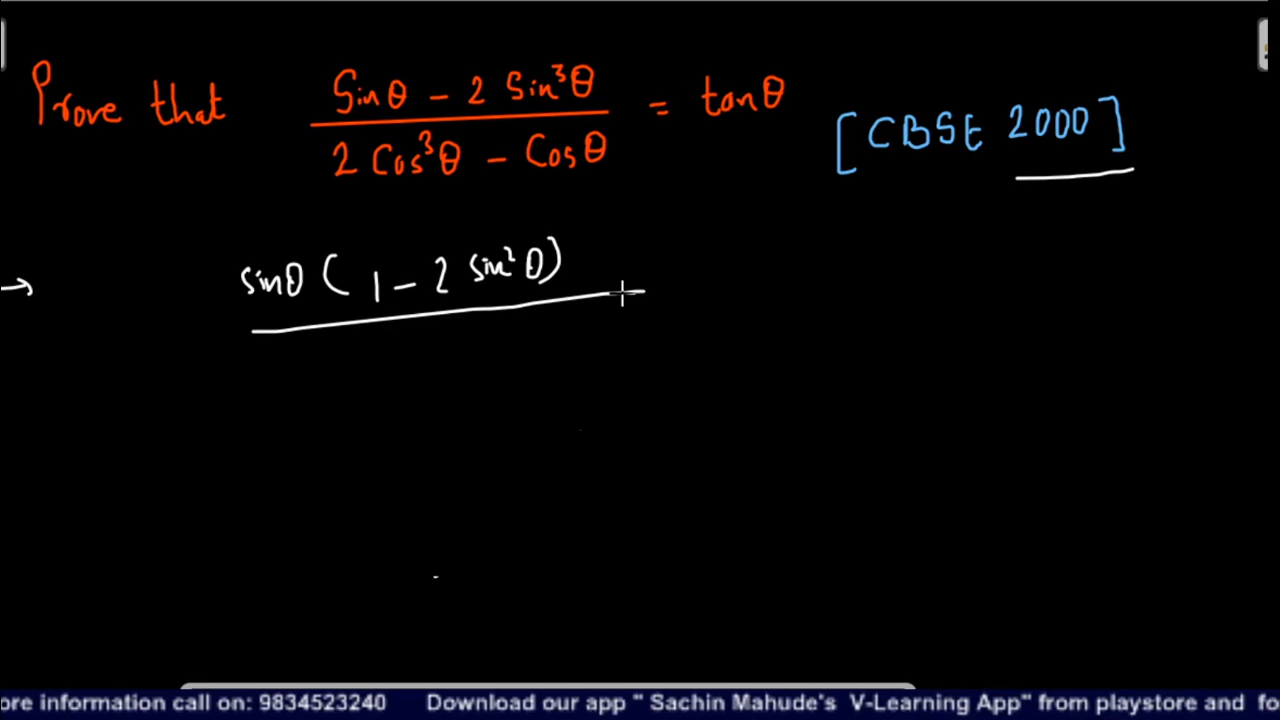 Prove that (Sinθ - 2 Sin³θ) / (2 Cos³θ - Cosθ) = tanθ [CBSE 2000]
→ sinθ ( 1 - 2 sin²θ)
ore information call on: 9834523240 Download our app " Sachin Mahude's V-Learning App" from playstore and fo